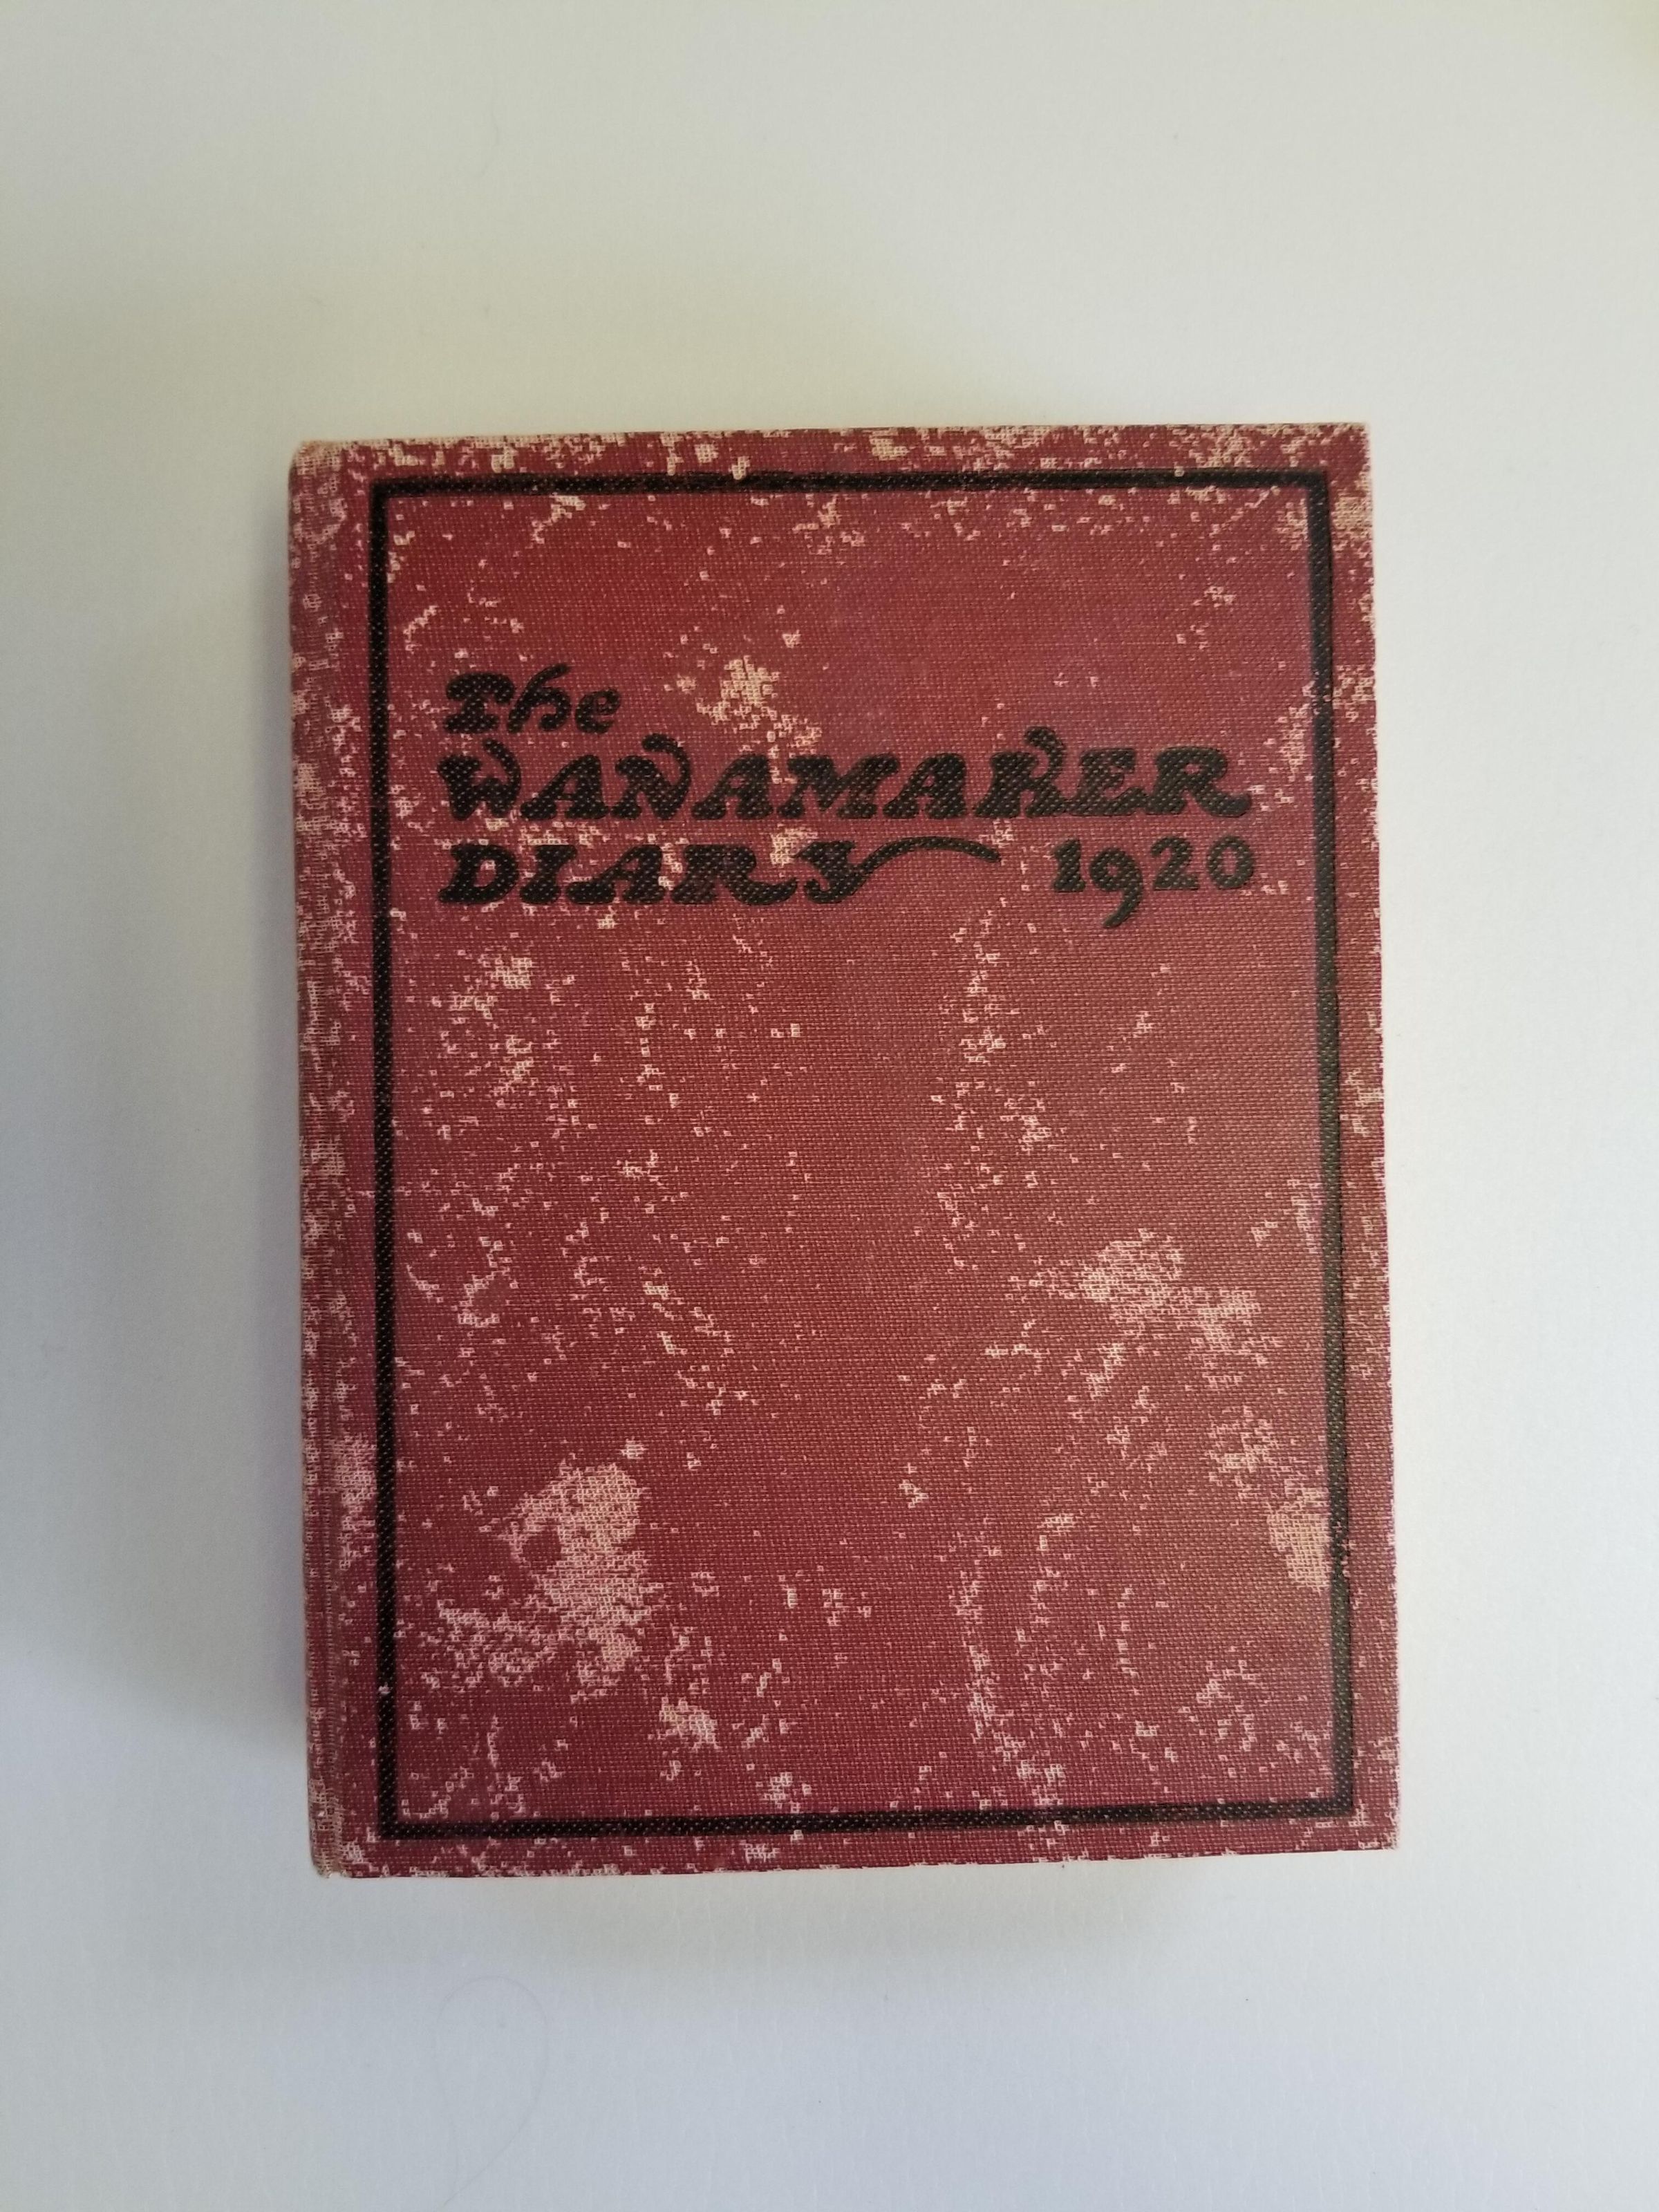 The
WANAMAKER
DIARY 1920